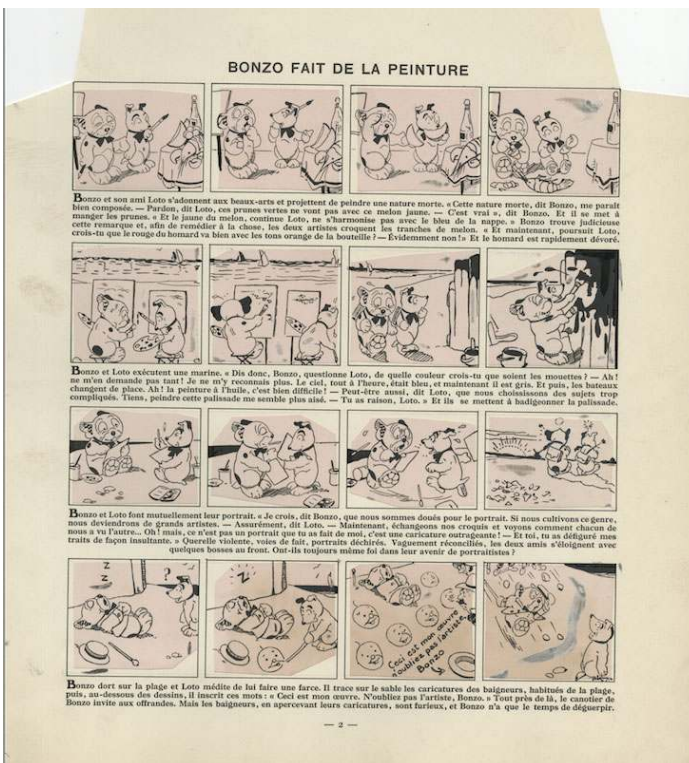 BONZO FAIT DE LA PEINTURE
Bonzo et son ami Loto s'adonnent aux beaux-arts et projettent de peindre une nature morte. « Cette nature morte, dit Bonzo, me paraît
bien composée. — Pardon, dit Loto, ces prunes vertes ne vont pas avec ce melon jaune. — C'est vrai », dit Bonzo. Et il se met à
manger les prunes. « Et le jaune du melon, continue Loto, ne s'harmonise pas avec le bleu de la nappe. » Bonzo trouve judicieuse
cette remarque et, afin de remédier à la chose, les deux artistes croquent les tranches de melon. « Et maintenant, poursuit Loto,
crois-tu que le rouge du homard va bien avec les tons orange de la bouteille ? — Évidemment non ! » Et le homard est rapidement dévoré.
Bonzo et Loto exécutent une marine. « Dis donc, Bonzo, questionne Loto, de quelle couleur crois-tu que soient les mouettes ? — Ah !
ne m'en demande pas tant ! Je ne m'y reconnais plus. Le ciel, tout à l'heure, était bleu, et maintenant il est gris. Et puis, les bateaux
changent de place. Ah ! la peinture à l'huile, c'est bien difficile ! — Peut-être aussi, dit Loto, que nous choississons des sujets trop
compliqués. Tiens, peindre cette palissade me semble plus aisé. — Tu as raison, Loto. » Et ils se mettent à badigeonner la palissade.
Bonzo et Loto font mutuellement leur portrait. « Je crois, dit Bonzo, que nous sommes doués pour le portrait. Si nous cultivons ce genre,
nous deviendrons de grands artistes. — Assurément, dit Loto. — Maintenant, échangeons nos croquis et voyons comment chacun de
nous a vu l'autre... Oh ! mais, ce n'est pas un portrait que tu as fait de moi, c'est une caricature outrageante ! — Et toi, tu as défiguré mes
traits de façon insultante. » Querelle violente, voies de fait, portraits déchirés. Vaguement réconciliés, les deux amis s'éloignent avec
quelques bosses au front. Ont-ils toujours même foi dans leur avenir de portraitistes ?
Z
Z
Z
Z
Ceci est mon œuvre
n'oubliez pas l'artiste.
Bonzo
Bonzo dort sur la plage et Loto médite de lui faire une farce. Il trace sur le sable les caricatures des baigneurs, habitués de la plage,
puis, au-dessous des dessins, il inscrit ces mots : « Ceci est mon œuvre. N'oubliez pas l'artiste, Bonzo. » Tout près de là, le canotier de
Bonzo invite aux offrandes. Mais les baigneurs, en apercevant leurs caricatures, sont furieux, et Bonzo n'a que le temps de déguerpir.
— 2 —